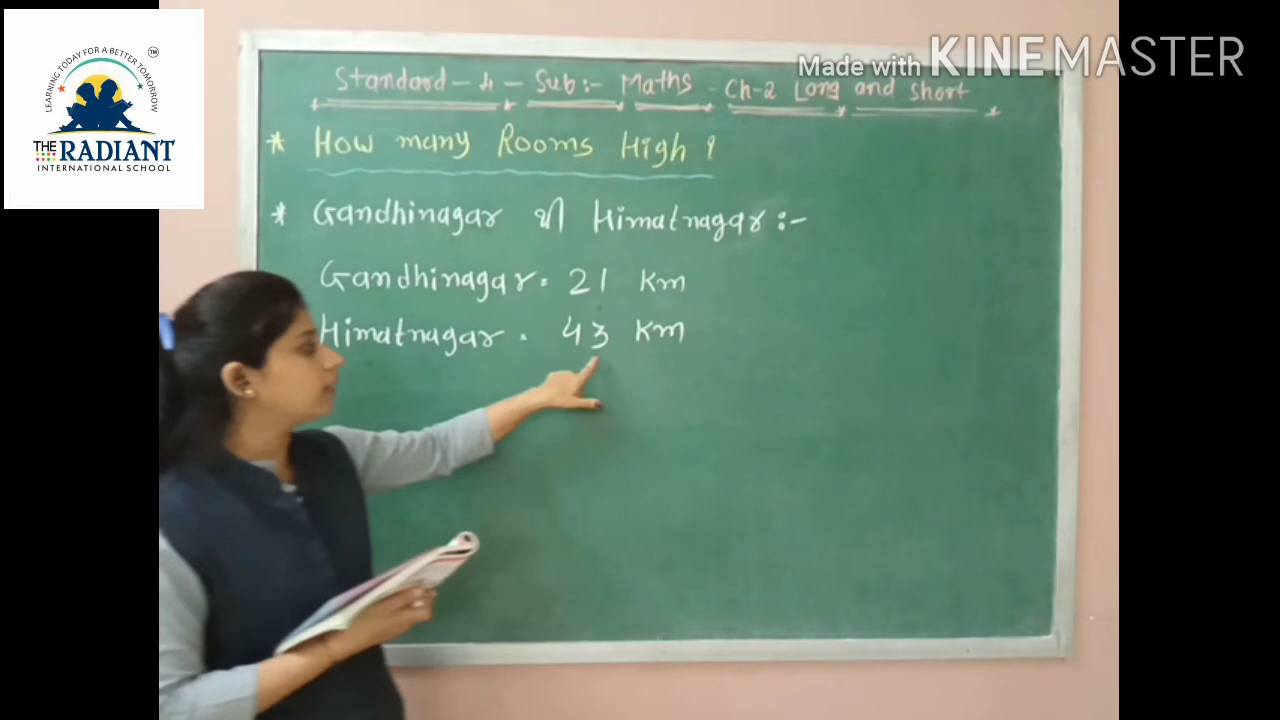 LEARNING TODAY FOR A BETTER TOMORROW
TM
THE RADIANT
INTERNATIONAL SCHOOL
Made with KINEMASTER
Standard - 4 - Sub:- Maths - Ch-2 Long and short
* How many Rooms High ?
* Gandhinagar થી Himatnagar :-
Gandhinagar = 21 Km
Himatnagar = 43 Km